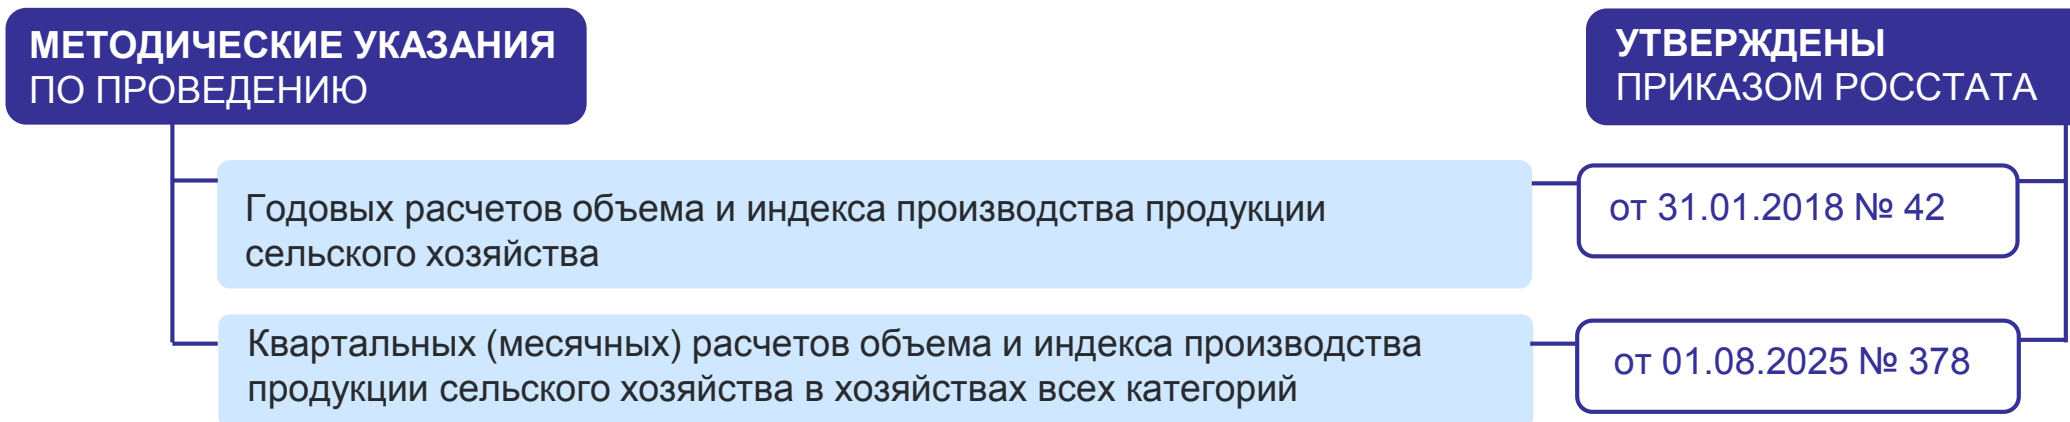 МЕТОДИЧЕСКИЕ УКАЗАНИЯ
ПО ПРОВЕДЕНИЮ
УТВЕРЖДЕНЫ
ПРИКАЗОМ РОССТАТА
Годовых расчетов объема и индекса производства продукции
сельского хозяйства
от 31.01.2018 № 42
Квартальных (месячных) расчетов объема и индекса производства
продукции сельского хозяйства в хозяйствах всех категорий
от 01.08.2025 № 378